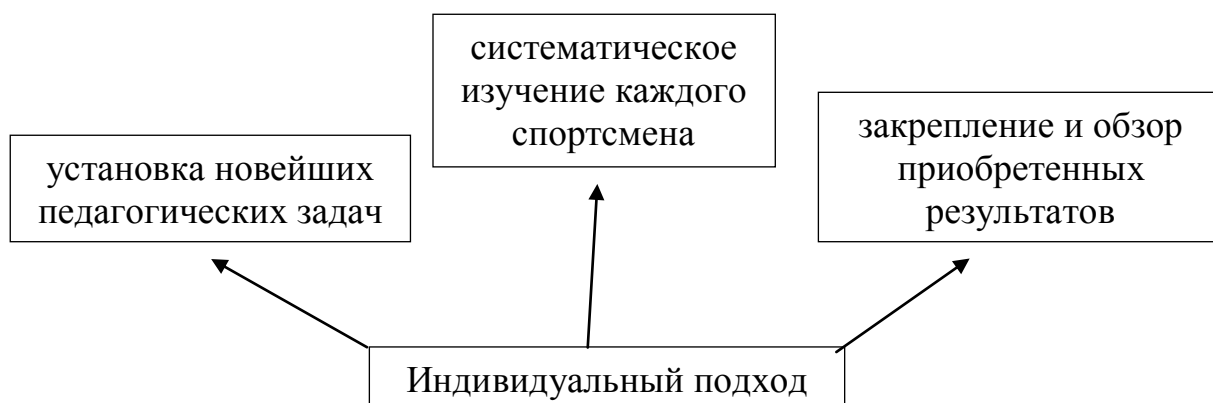 установка новейших
педагогических задач
систематическое
изучение каждого
спортсмена
закрепление и обзор
приобретенных
результатов
Индивидуальный подход